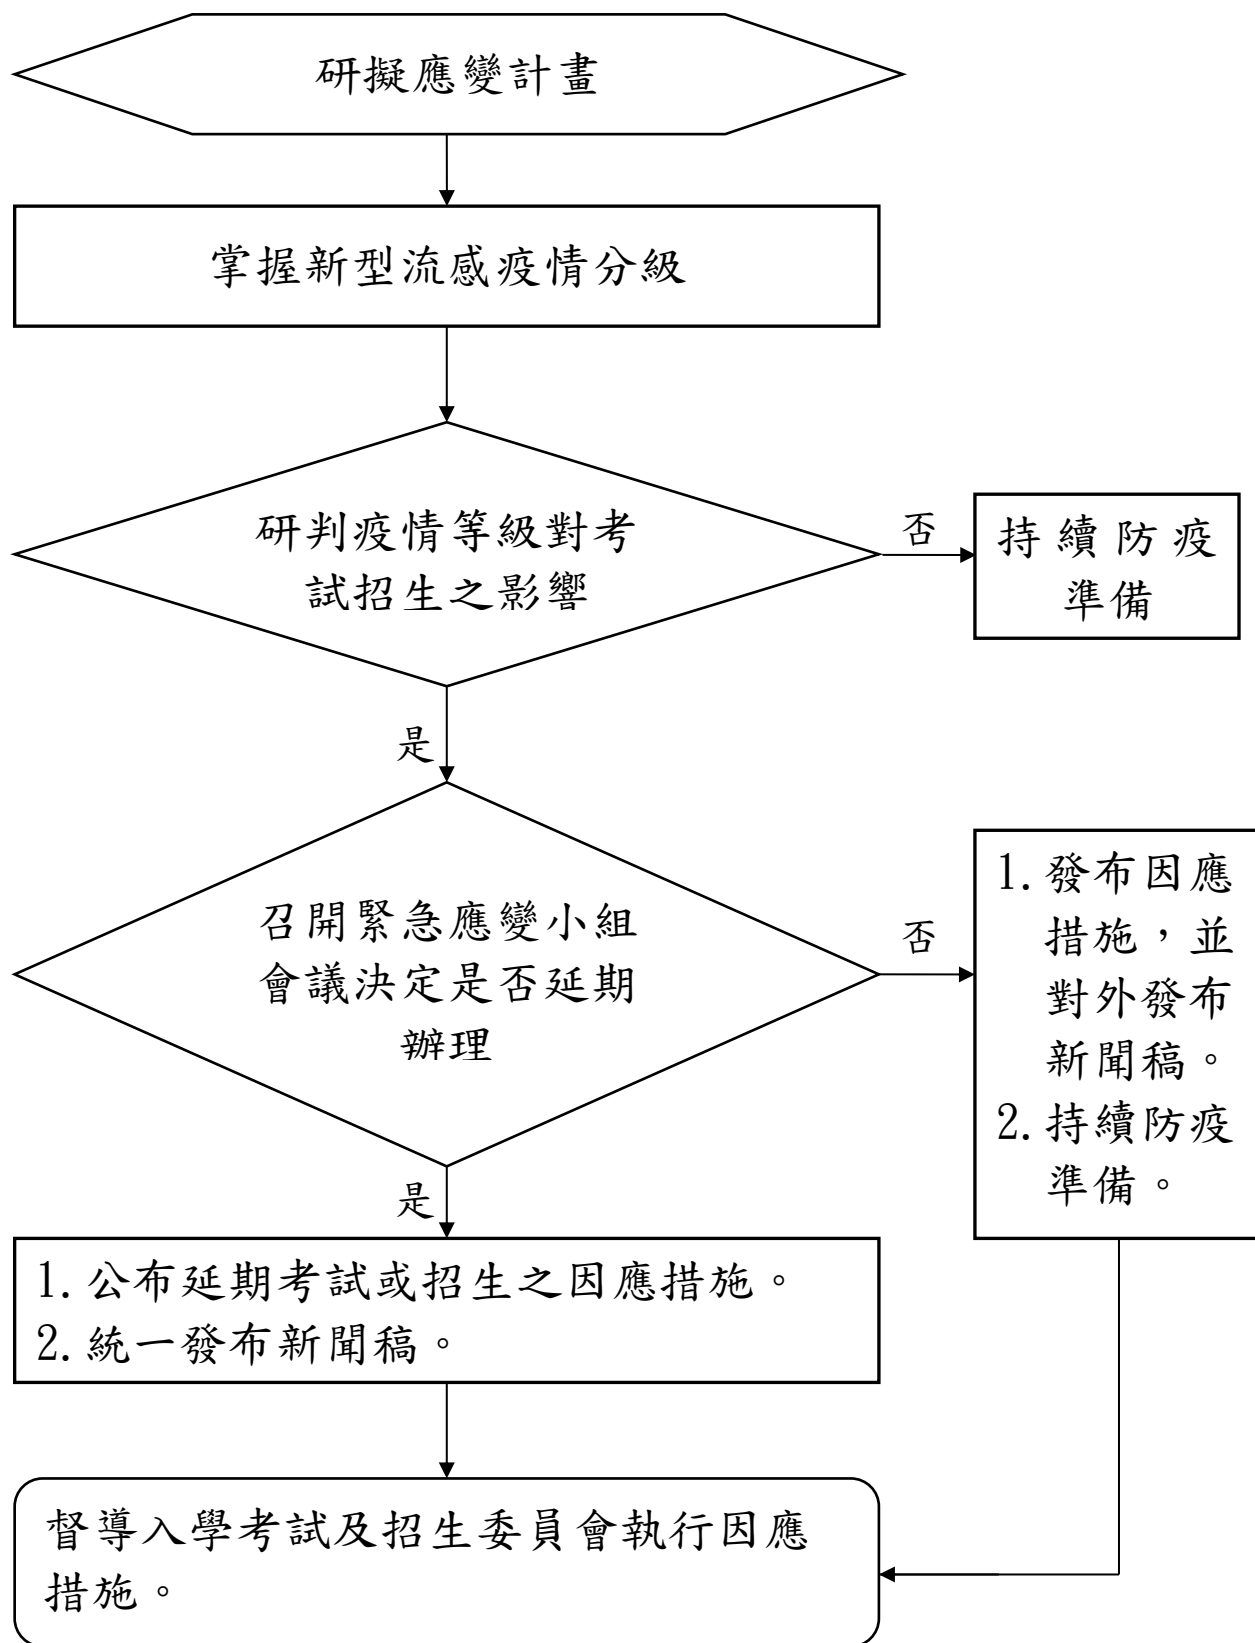 研擬應變計畫
掌握新型流感疫情分級
研判疫情等級對考
試招生之影響
否
持續防疫
準備
是
召開緊急應變小組
會議決定是否延期
辦理
否
1.發布因應
措施，並
對外發布
新聞稿。
2.持續防疫
準備。
是
1.公布延期考試或招生之因應措施。
2.統一發布新聞稿。
督導入學考試及招生委員會執行因應
措施。